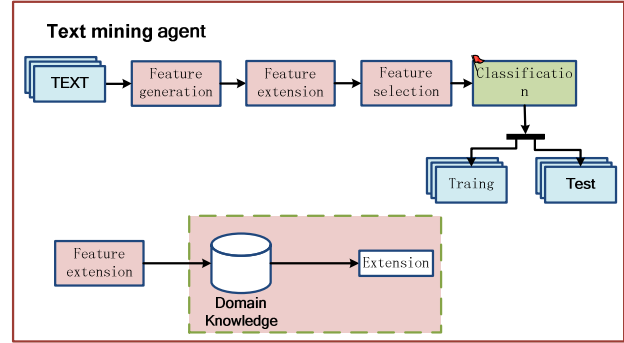 Text mining agent
TEXT
Feature
generation
Feature
extension
Feature
selection
Classificatio
n
Traing
Test
Feature
extension
Extension
Domain
Knowledge